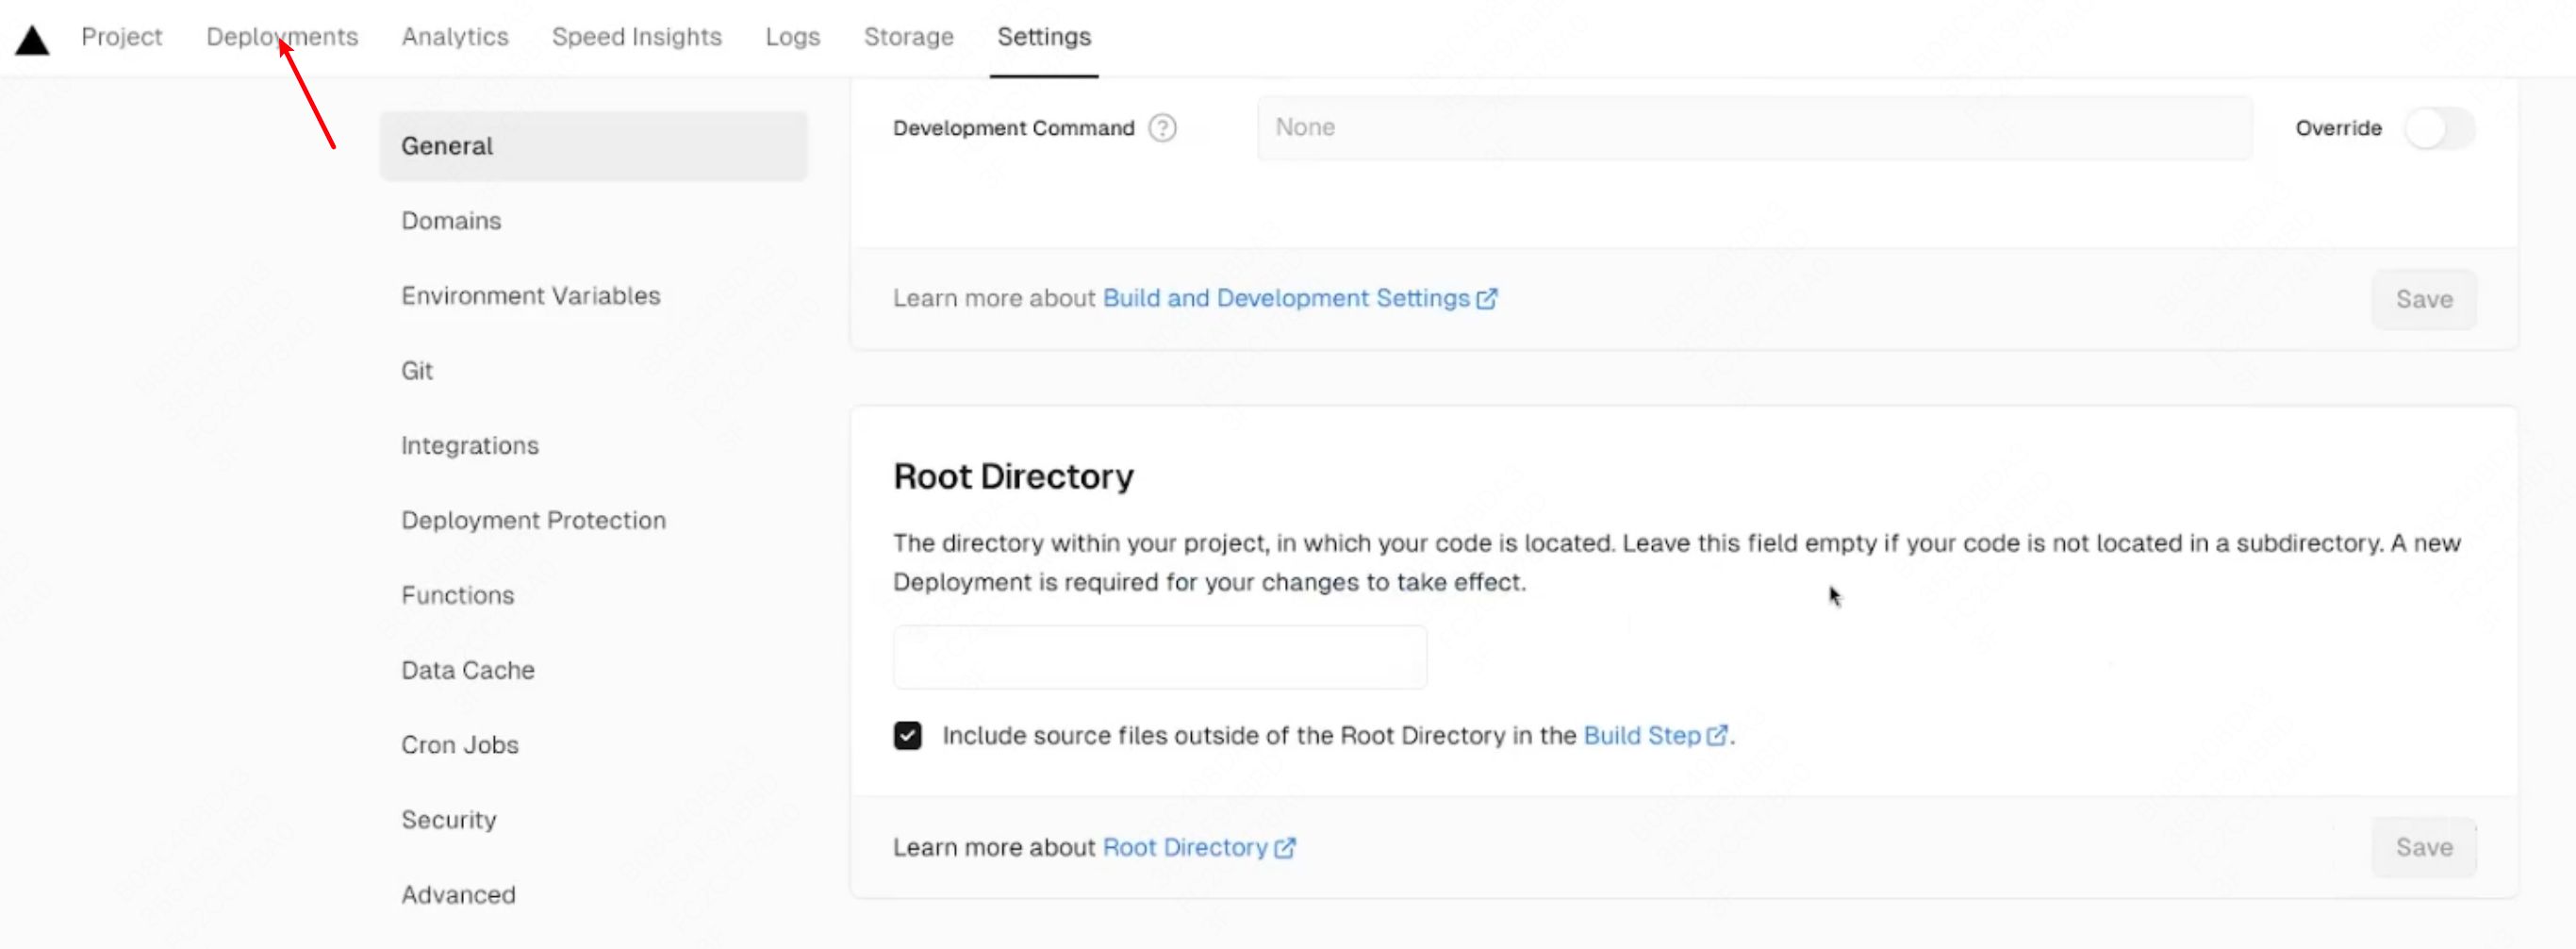 Project Deployments Analytics Speed Insights Logs Storage Settings
General
Domains
Environment Variables
Git
Integrations
Deployment Protection
Functions
Data Cache
Cron Jobs
Security
Advanced
Development Command ? None Override
Learn more about Build and Development Settings Save
Root Directory
The directory within your project, in which your code is located. Leave this field empty if your code is not located in a subdirectory. A new
Deployment is required for your changes to take effect.
Include source files outside of the Root Directory in the Build Step.
Learn more about Root Directory Save